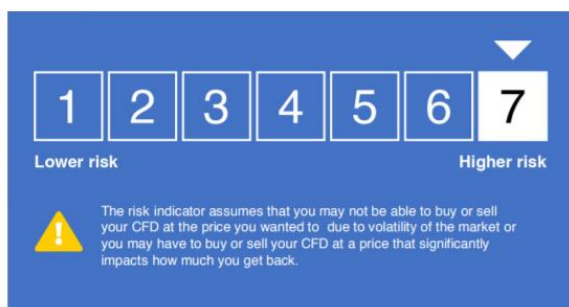 1 2 3 4 5 6 7
Lower risk Higher risk
The risk indicator assumes that you may not be able to buy or sell
your CFD at the price you wanted to due to volatility of the market or
you may have to buy or sell your CFD at a price that significantly
impacts how much you get back.